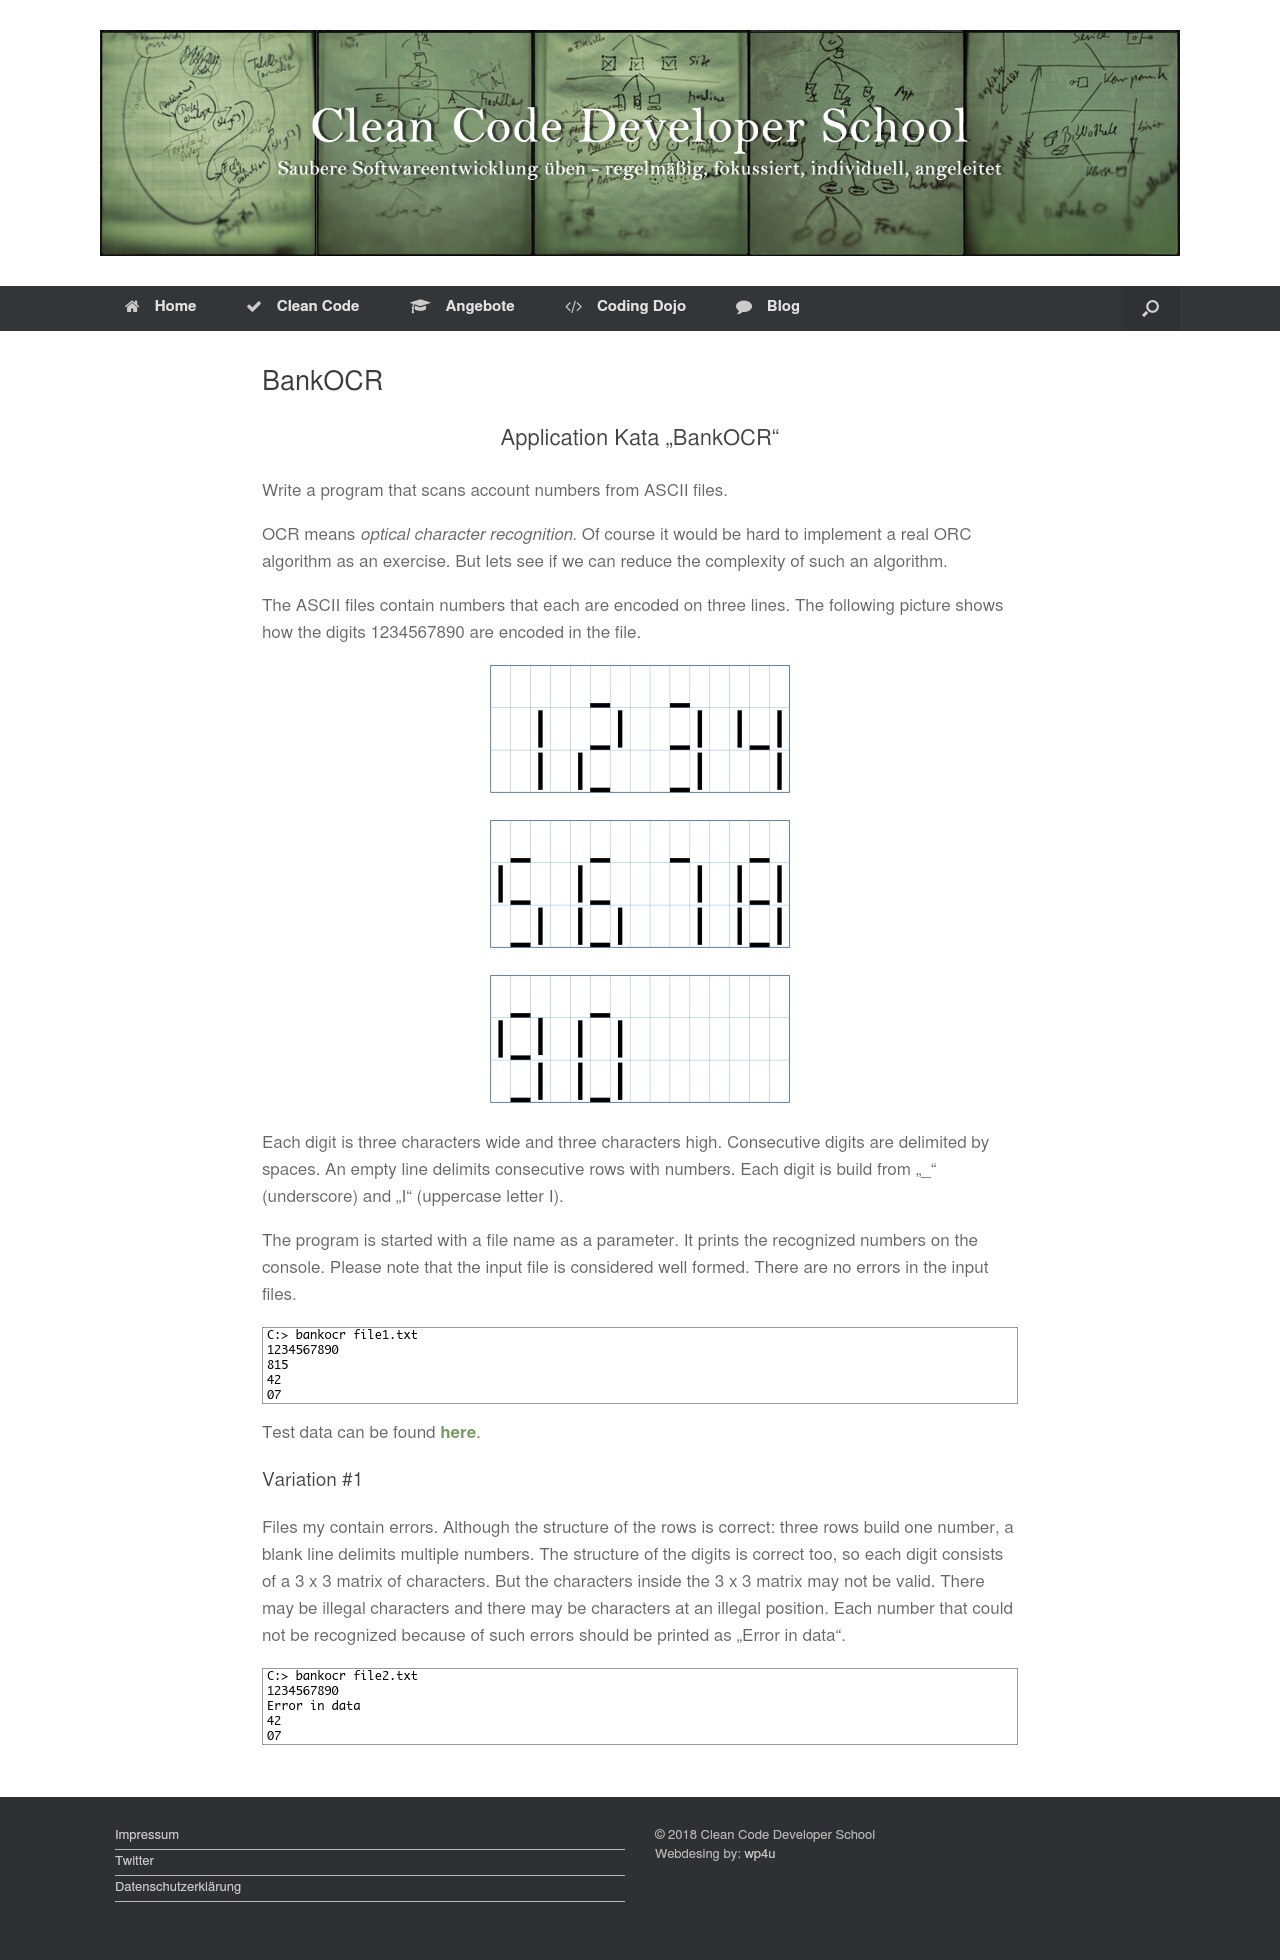 Clean Code Developer School
Saubere Softwareentwicklung üben - regelmäßig, fokussiert, individuell, angeleitet
Home Clean Code Angebote Coding Dojo Blog
BankOCR
Application Kata „BankOCR“
Write a program that scans account numbers from ASCII files.
OCR means optical character recognition. Of course it would be hard to implement a real ORC
algorithm as an exercise. But lets see if we can reduce the complexity of such an algorithm.
The ASCII files contain numbers that each are encoded on three lines. The following picture shows
how the digits 1234567890 are encoded in the file.
1 2 3 4
5 6 7 8
9 0
Each digit is three characters wide and three characters high. Consecutive digits are delimited by
spaces. An empty line delimits consecutive rows with numbers. Each digit is build from „_“
(underscore) and „I“ (uppercase letter I).
The program is started with a file name as a parameter. It prints the recognized numbers on the
console. Please note that the input file is considered well formed. There are no errors in the input
files.
C:> bankocr file1.txt
1234567890
815
42
07
Test data can be found here.
Variation #1
Files my contain errors. Although the structure of the rows is correct: three rows build one number, a
blank line delimits multiple numbers. The structure of the digits is correct too, so each digit consists
of a 3 x 3 matrix of characters. But the characters inside the 3 x 3 matrix may not be valid. There
may be illegal characters and there may be characters at an illegal position. Each number that could
not be recognized because of such errors should be printed as „Error in data“.
C:> bankocr file2.txt
1234567890
Error in data
42
07
Impressum
Twitter
Datenschutzerklärung
© 2018 Clean Code Developer School
Webdesing by: wp4u